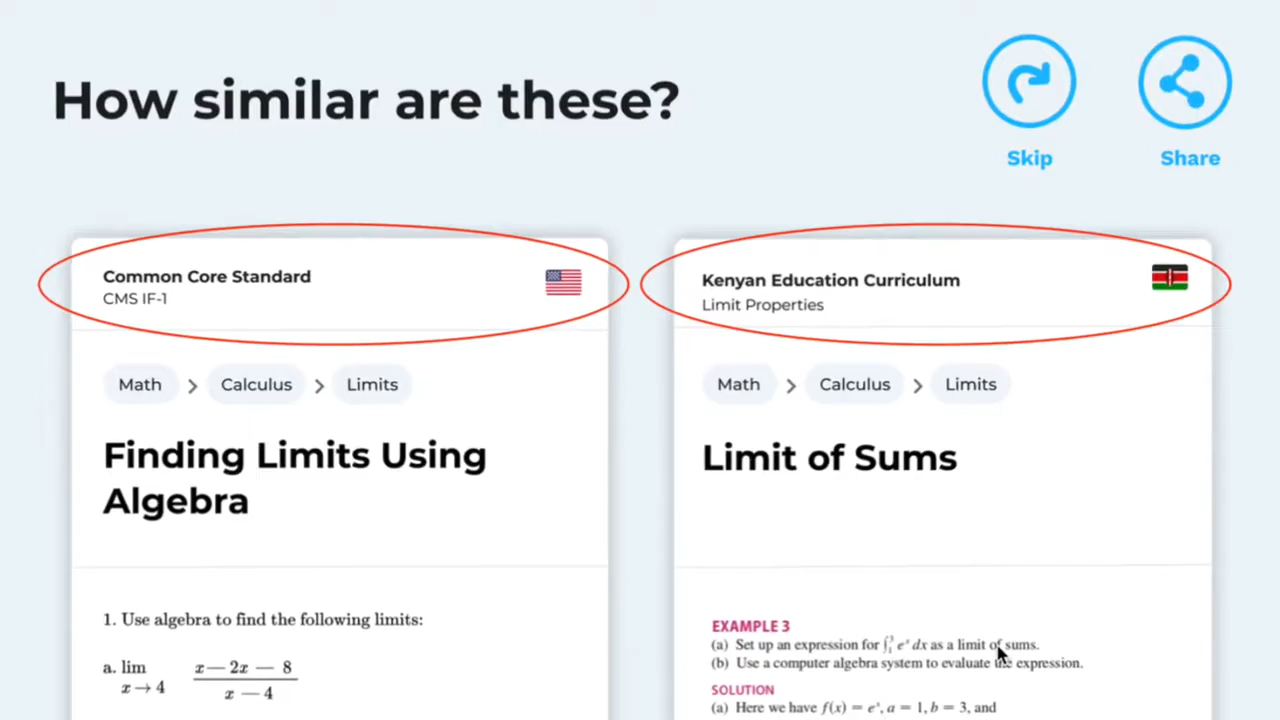 How similar are these?
Skip
Share
Common Core Standard
CMS IF-1
Math > Calculus > Limits
Finding Limits Using
Algebra
1. Use algebra to find the following limits:
a. lim x— 2x — 8
x → 4 x — 4
Kenyan Education Curriculum
Limit Properties
Math > Calculus > Limits
Limit of Sums
EXAMPLE 3
(a) Set up an expression for ∫₁³ eˣ dx as a limit of sums.
(b) Use a computer algebra system to evaluate the expression.
SOLUTION
(a) Here we have f(x) = eˣ, a = 1, b = 3, and